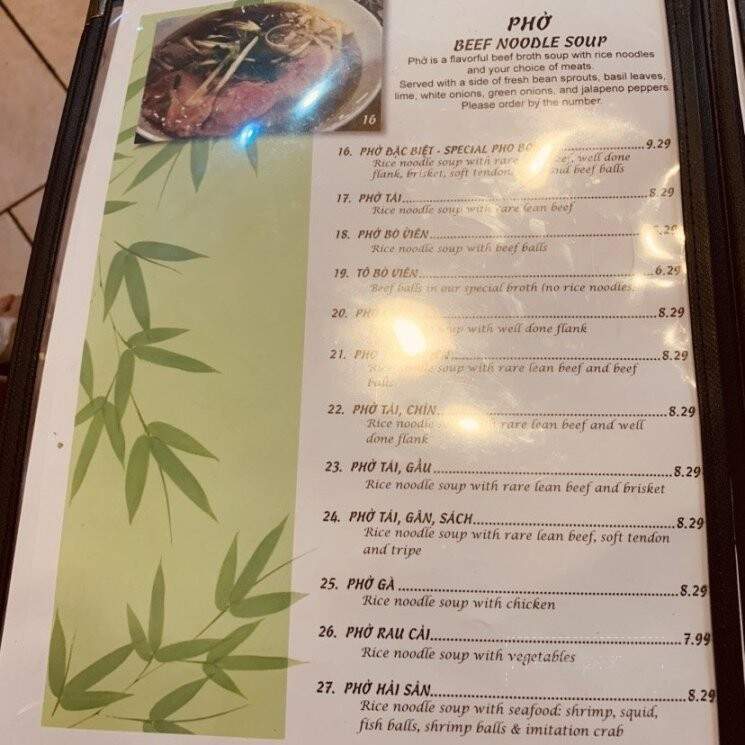 PHỞ
BEEF NOODLE SOUP
Phở is a flavorful beef broth soup with rice noodles
and your choice of meats.
Served with a side of fresh bean sprouts, basil leaves,
lime, white onions, green onions, and jalapeno peppers.
Please order by the number.
16
16. PHỞ ĐẶC BIỆT - SPECIAL PHO BO 9.29
Rice noodle soup with rare well done
flank, brisket, soft tendon, and beef balls
17. PHỞ TÁI 8.29
Rice noodle soup with rare lean beef
18. PHỞ BÒ VIÊN
Rice noodle soup with beef balls
19. TÔ BÒ VIÊN 6.29
Beef balls in our special broth (no rice noodles)
20. 8.29
with well done flank
21. PHỞ 8.29
Rice noodle soup with rare lean beef and beef
balls
22. PHỞ TÁI, CHÍN 8.29
Rice noodle rare lean beef and well
done flank
23. PHỞ TÁI, GẦU 8.29
Rice noodle soup with rare lean beef and brisket
24. PHỞ TÁI, GÂN, SÁCH 8.29
Rice noodle soup with rare lean beef, soft tendon
and tripe
25. PHỞ GÀ 8.29
Rice noodle soup with chicken
26. PHỞ RAU CẢI 7.99
Rice noodle soup with vegetables
27. PHỞ HẢI SẢN 8.29
Rice noodle soup with seafood: shrimp, squid,
fish balls, shrimp balls & imitation crab